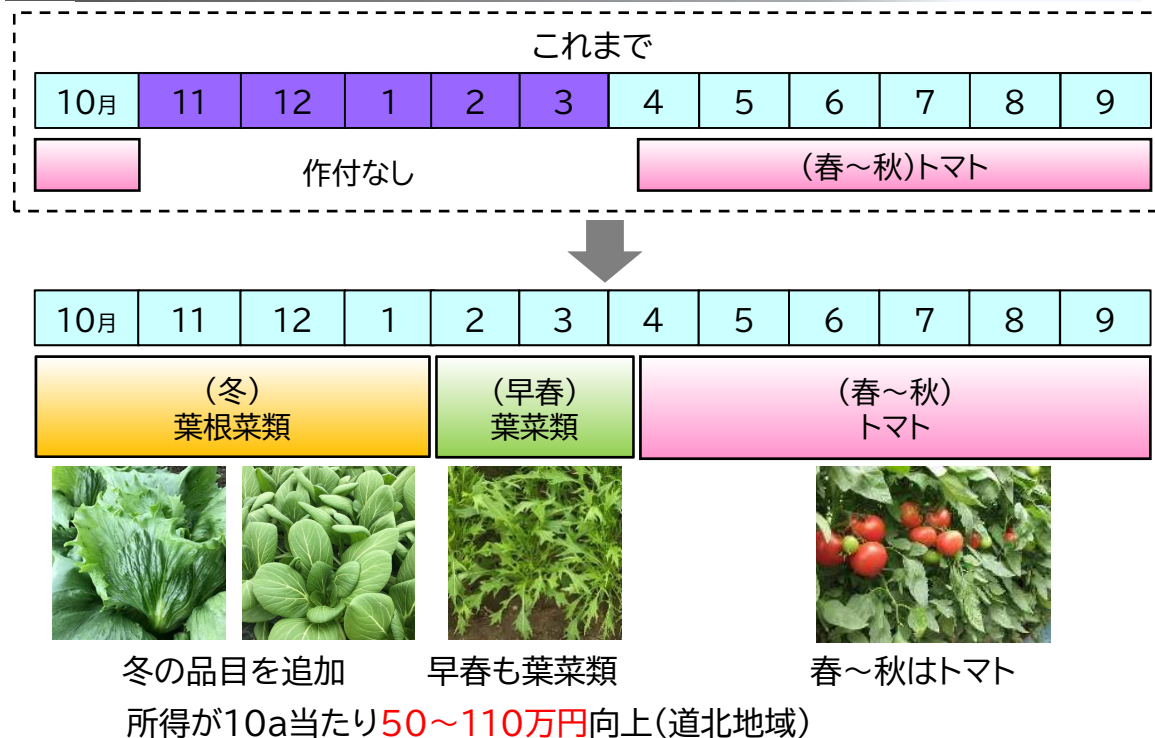 これまで
10月 11 12 1 2 3 4 5 6 7 8 9
作付なし (春～秋)トマト
10月 11 12 1 2 3 4 5 6 7 8 9
(冬)
葉根菜類
(早春)
葉菜類
(春～秋)
トマト
冬の品目を追加 早春も葉菜類 春～秋はトマト
所得が10a当たり50～110万円向上(道北地域)